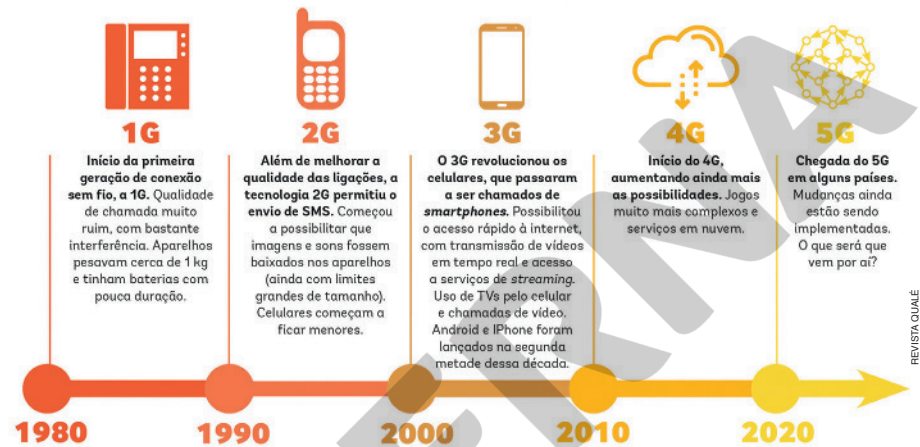 1G
Início da primeira
geração de conexão
sem fio, a 1G. Qualidade
de chamada muito
ruim, com bastante
interferência. Aparelhos
pesavam cerca de 1 kg
e tinham baterias com
pouca duração.
2G
Além de melhorar a
qualidade das ligações, a
tecnologia 2G permitiu o
envio de SMS. Começou
a possibilitar que
imagens e sons fossem
baixados nos aparelhos
(ainda com limites
grandes de tamanho).
Celulares começam a
ficar menores.
3G
O 3G revolucionou os
celulares, que passaram
a ser chamados de
smartphones. Possibilitou
o acesso rápido à internet,
com transmissão de vídeos
em tempo real e acesso
a serviços de streaming.
Uso de TVs pelo celular
e chamadas de vídeo.
Android e IPhone foram
lançados na segunda
metade dessa década.
4G
Início do 4G,
aumentando ainda mais
as possibilidades. Jogos
muito mais complexos e
serviços em nuvem.
5G
Chegada do 5G
em alguns países.
Mudanças ainda
estão sendo
implementadas.
O que será que
vem por aí?
1980
1990
2000
2010
2020
REVISTA QUALÉ
ERNA